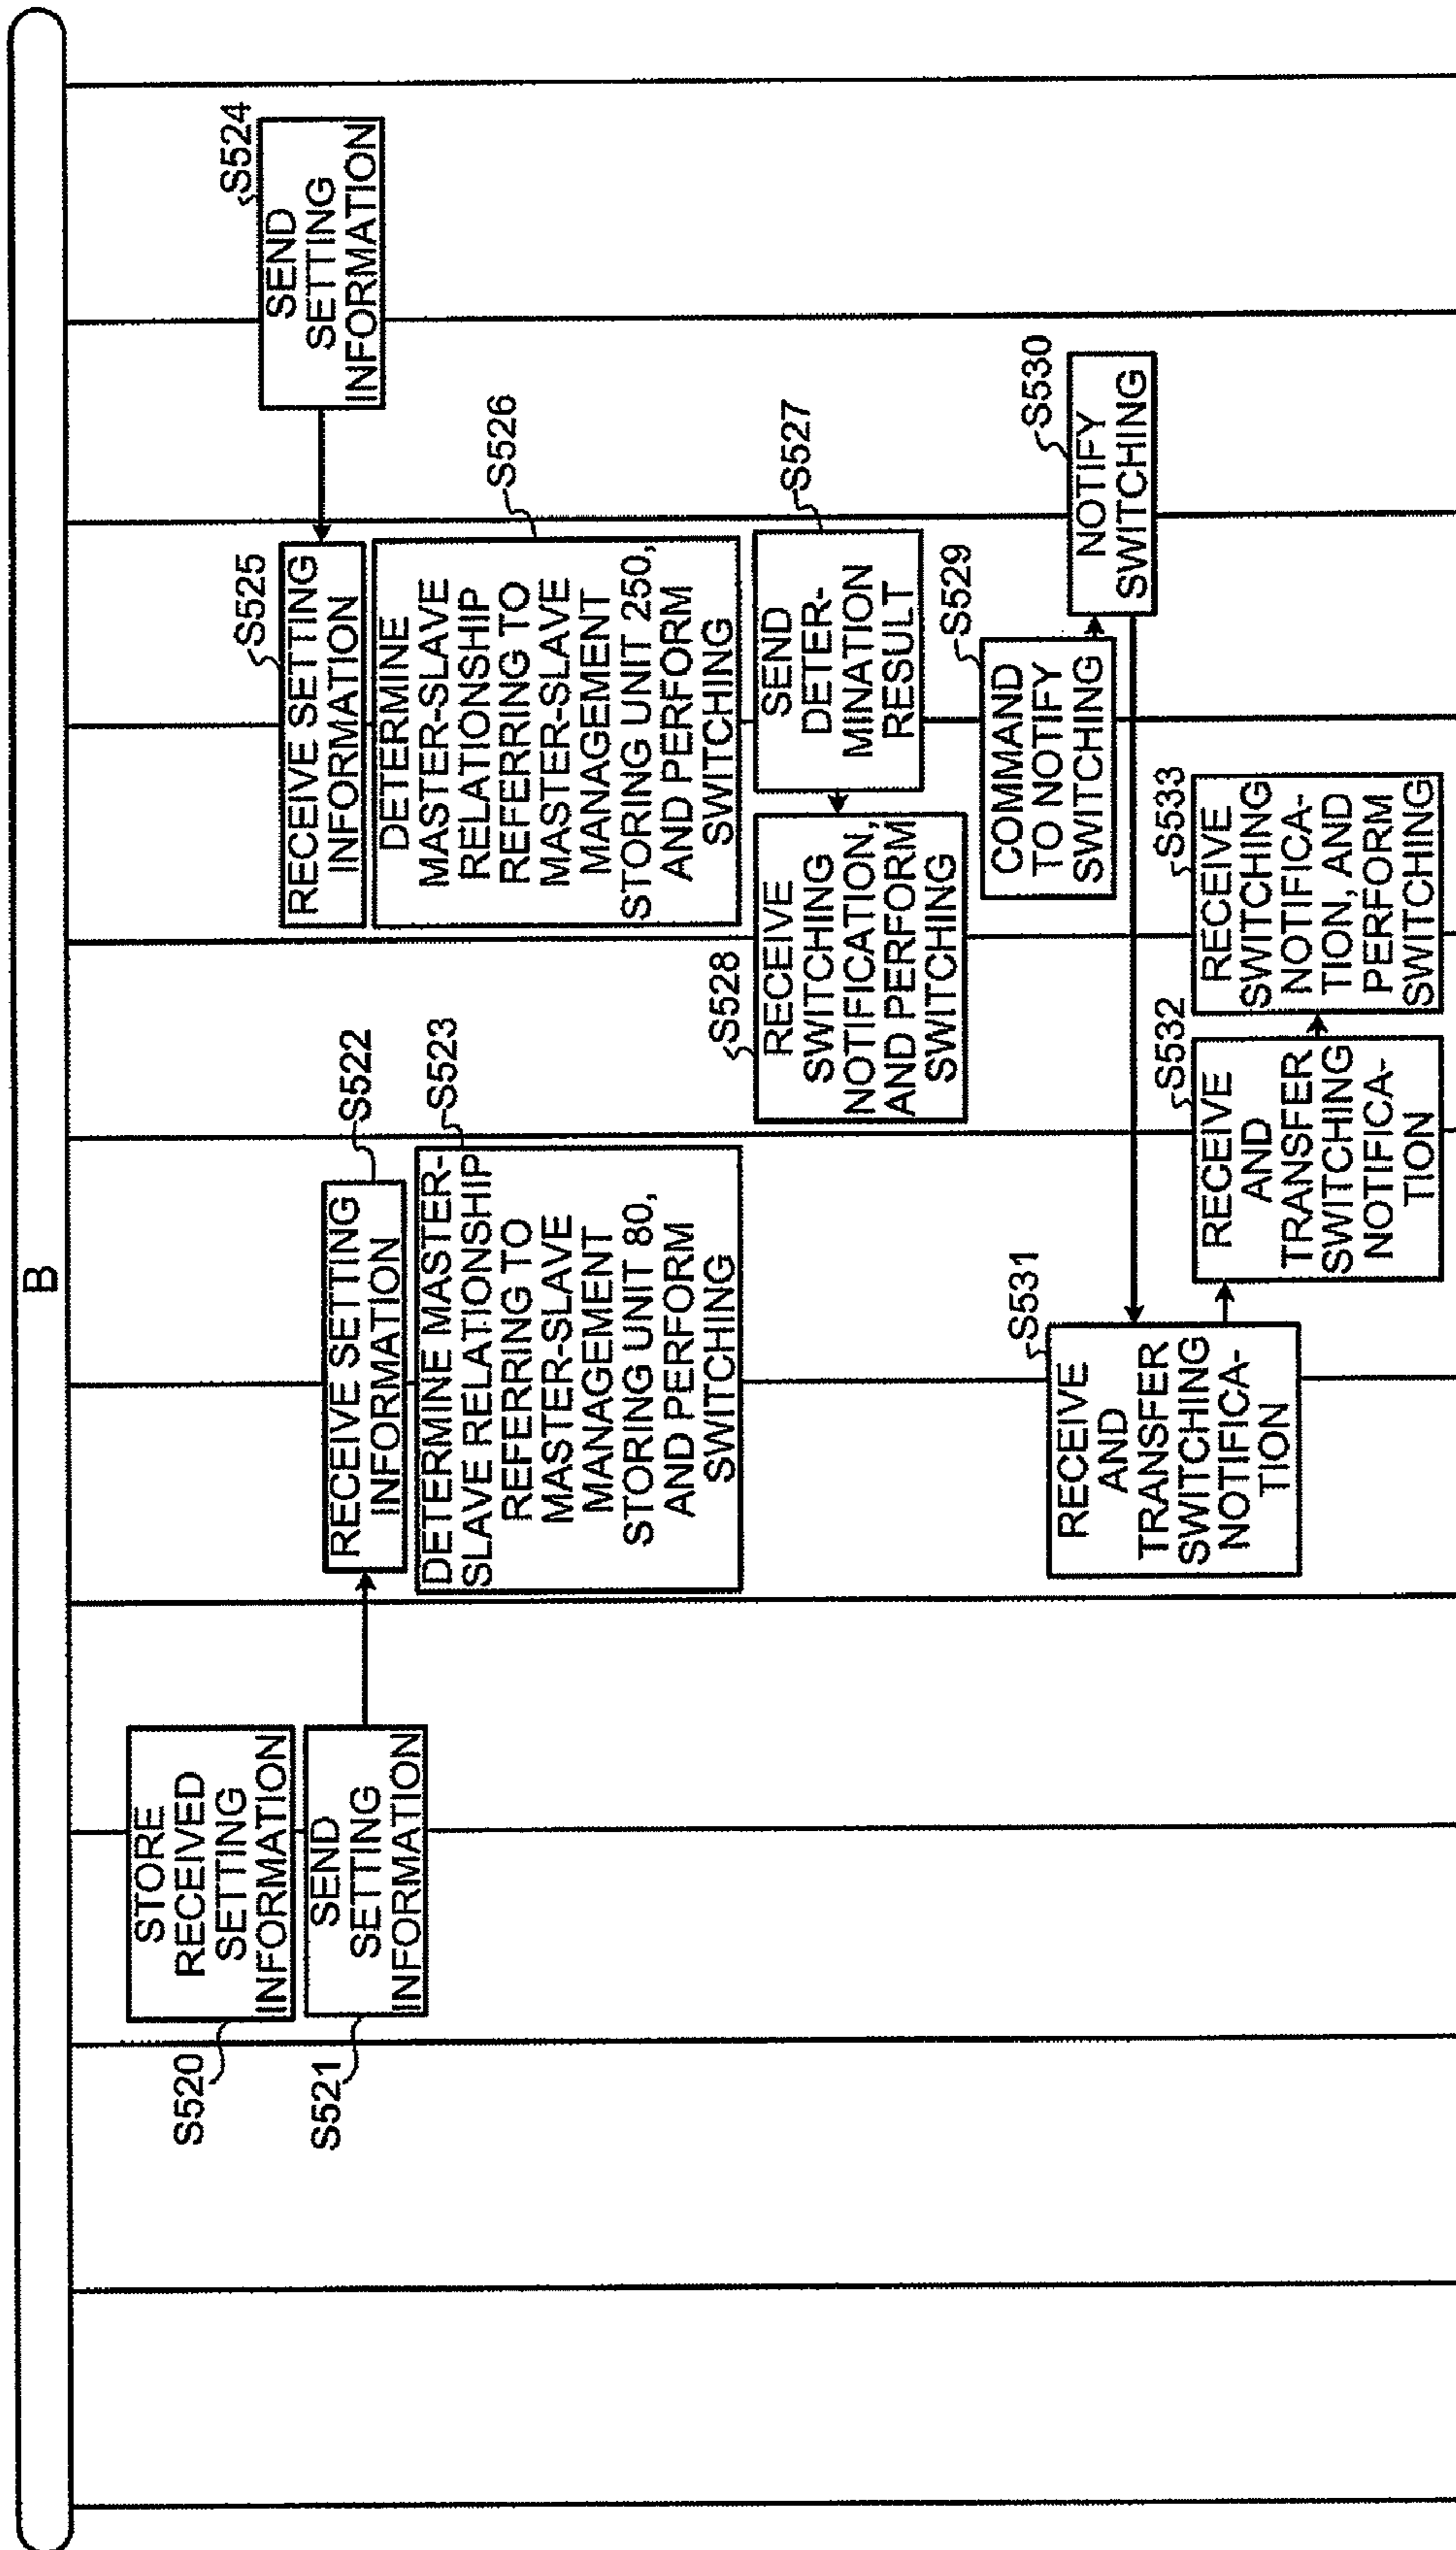 B
S520
STORE
RECEIVED
SETTING
INFORMATION
S521
SEND
SETTING
INFORMATION
S522
RECEIVE SETTING
INFORMATION
S523
DETERMINE MASTER-
SLAVE RELATIONSHIP
REFERRING TO
MASTER-SLAVE
MANAGEMENT
STORING UNIT 80,
AND PERFORM
SWITCHING
S524
SEND
SETTING
INFORMATION
S525
RECEIVE SETTING
INFORMATION
S526
DETERMINE
MASTER-SLAVE
RELATIONSHIP
REFERRING TO
MASTER-SLAVE
MANAGEMENT
STORING UNIT 250,
AND PERFORM
SWITCHING
S527
SEND
DETER-
MINATION
RESULT
S528
RECEIVE
SWITCHING
NOTIFICATION,
AND PERFORM
SWITCHING
S529
COMMAND
TO NOTIFY
SWITCHING
S530
NOTIFY
SWITCHING
S531
RECEIVE
AND
TRANSFER
SWITCHING
NOTIFICA-
TION
S532
RECEIVE
AND
TRANSFER
SWITCHING
NOTIFICA-
TION
S533
RECEIVE
SWITCHING
NOTIFICA-
TION, AND
PERFORM
SWITCHING